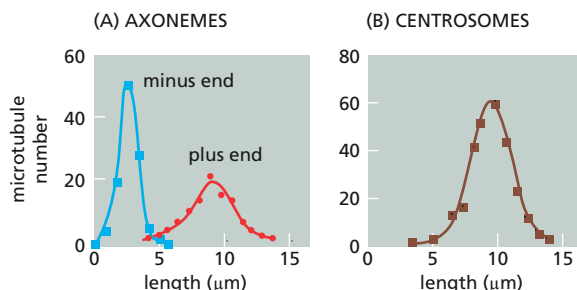 (A) AXONEMES
60
40
20
0
microtubule
number
minus end
plus end
0 5 10 15
length (μm)
(B) CENTROSOMES
80
60
40
20
0
0 5 10 15
length (μm)